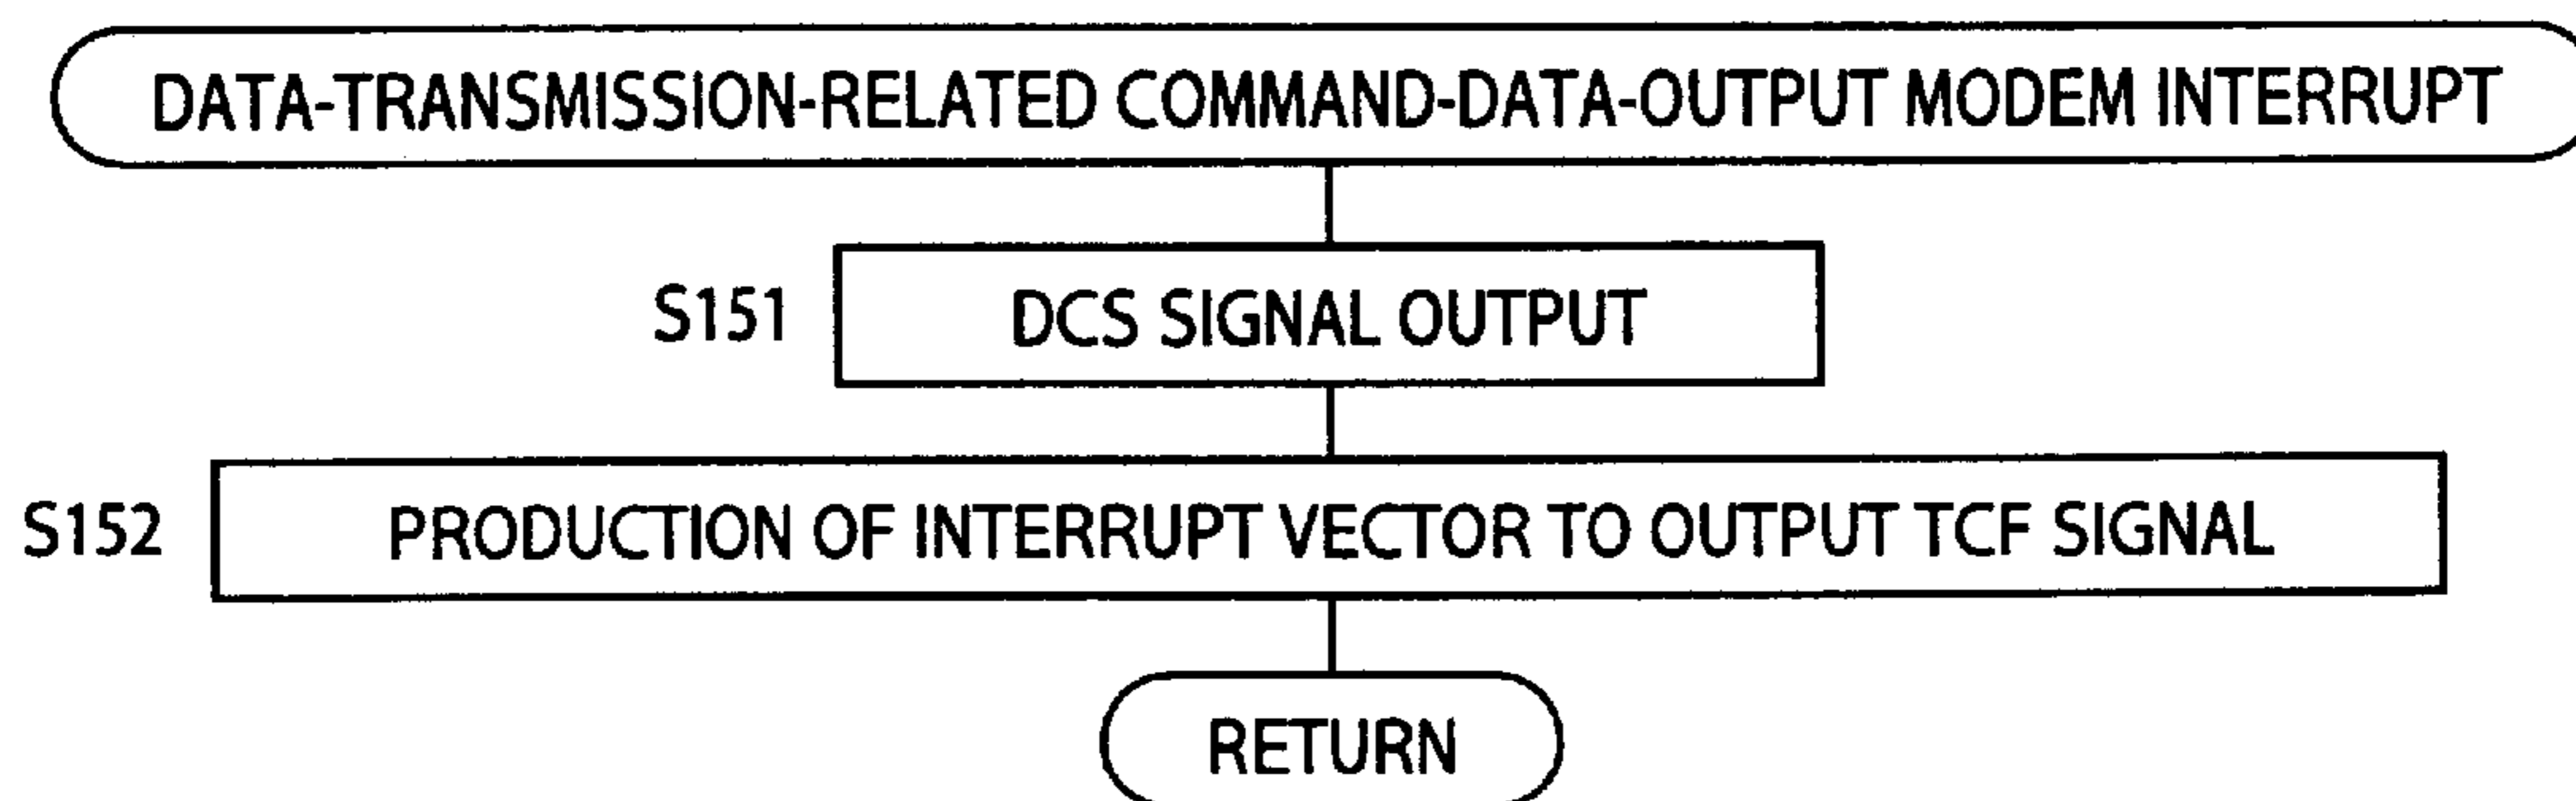 DATA-TRANSMISSION-RELATED COMMAND-DATA-OUTPUT MODEM INTERRUPT
S151 DCS SIGNAL OUTPUT
S152 PRODUCTION OF INTERRUPT VECTOR TO OUTPUT TCF SIGNAL
RETURN